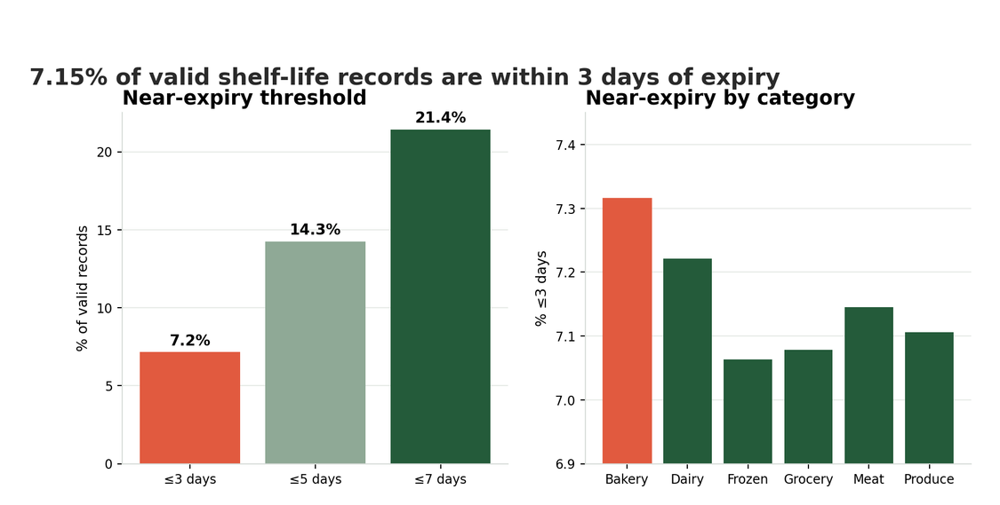 7.15% of valid shelf-life records are within 3 days of expiry
Near-expiry threshold
% of valid records
20
15
10
5
0
7.2%
14.3%
21.4%
≤3 days
≤5 days
≤7 days
Near-expiry by category
% ≤3 days
7.4
7.3
7.2
7.1
7.0
6.9
Bakery
Dairy
Frozen
Grocery
Meat
Produce